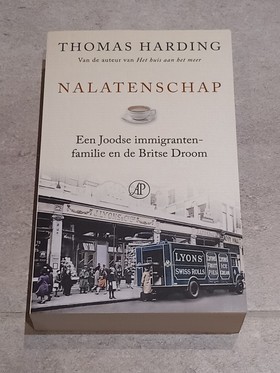 THOMAS HARDING
Van de auteur van Het huis aan het meer
NALATENSCHAP
Een Joodse immigranten-
familie en de Britse Droom
AP
LYONS'
SWISS ROLLS